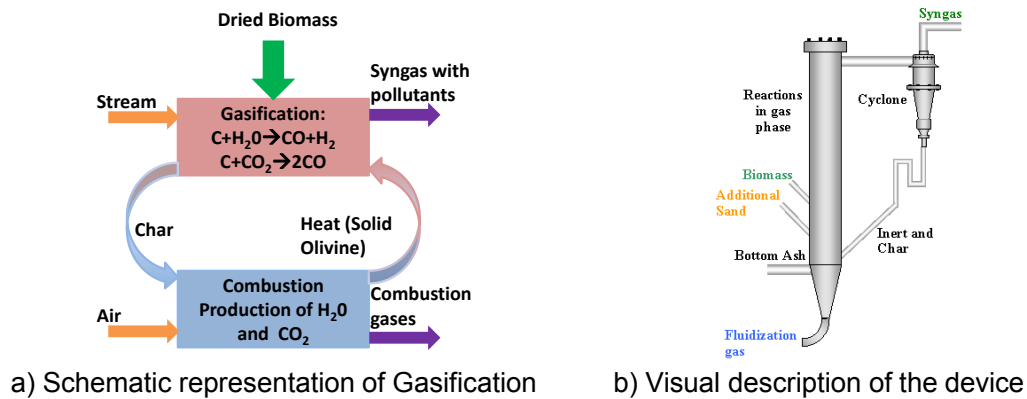 Dried Biomass
Stream
Gasification:
C+H₂0→CO+H₂
C+CO₂→2CO
Syngas with
pollutants
Char
Heat (Solid
Olivine)
Air
Combustion
Production of H₂0
and CO₂
Combustion
gases
a) Schematic representation of Gasification
Syngas
Reactions
in gas
phase
Cyclone
Biomass
Additional
Sand
Inert and
Char
Bottom Ash
Fluidization
gas
b) Visual description of the device